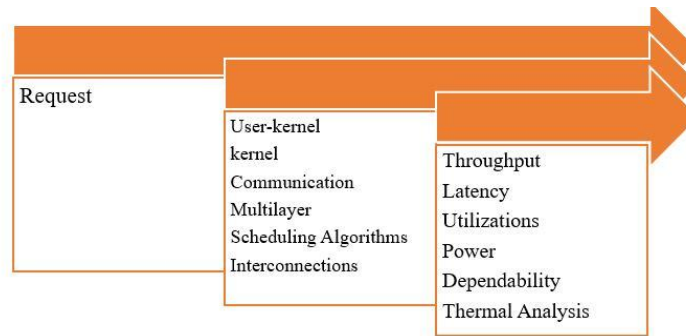 Request
User-kernel
kernel
Communication
Multilayer
Scheduling Algorithms
Interconnections
Throughput
Latency
Utilizations
Power
Dependability
Thermal Analysis